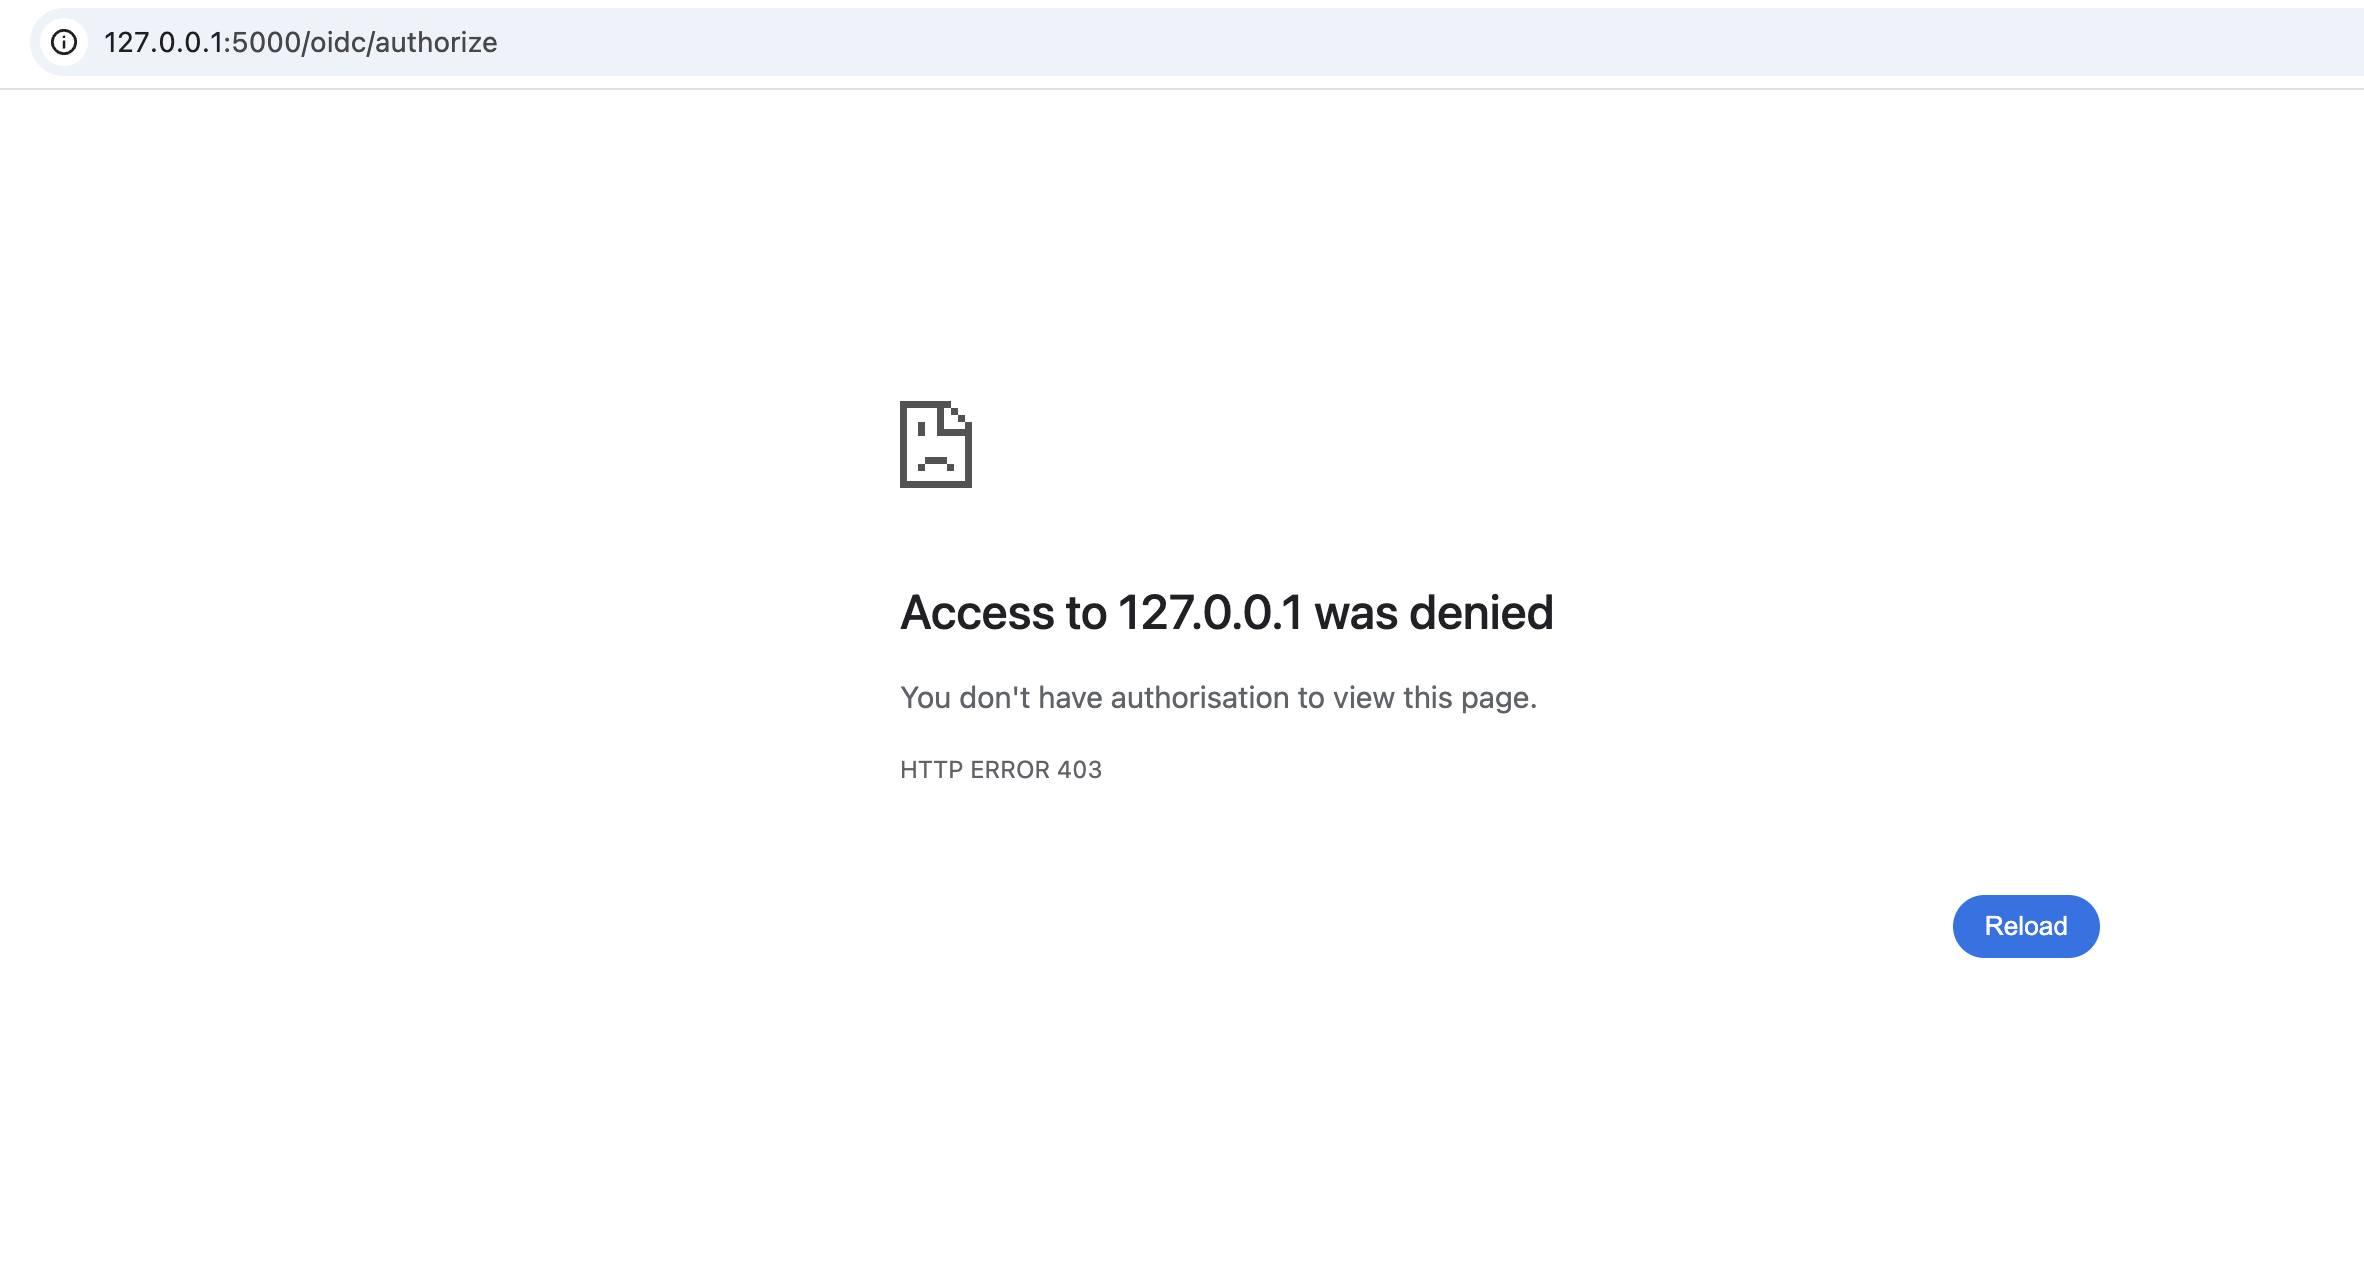 127.0.0.1:5000/oidc/authorize
Access to 127.0.0.1 was denied
You don't have authorisation to view this page.
HTTP ERROR 403
Reload